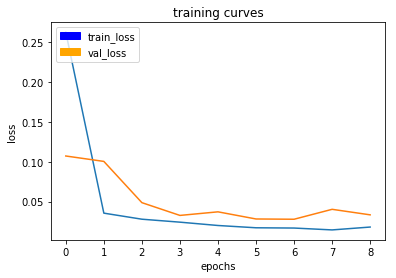 training curves
train_loss
val_loss
loss
0.25
0.20
0.15
0.10
0.05
0 1 2 3 4 5 6 7 8
epochs